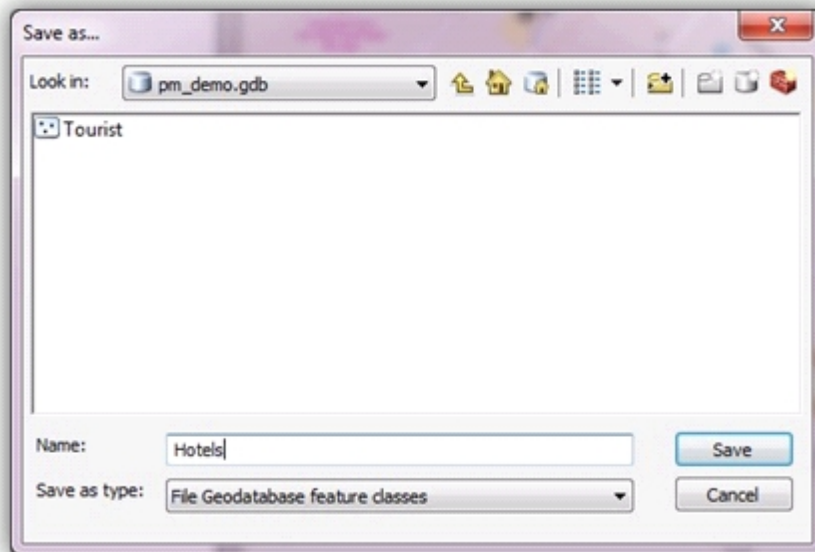 Save as...
Look in: pm_demo.gdb
Tourist
Name: Hotels
Save
Save as type: File Geodatabase feature classes
Cancel